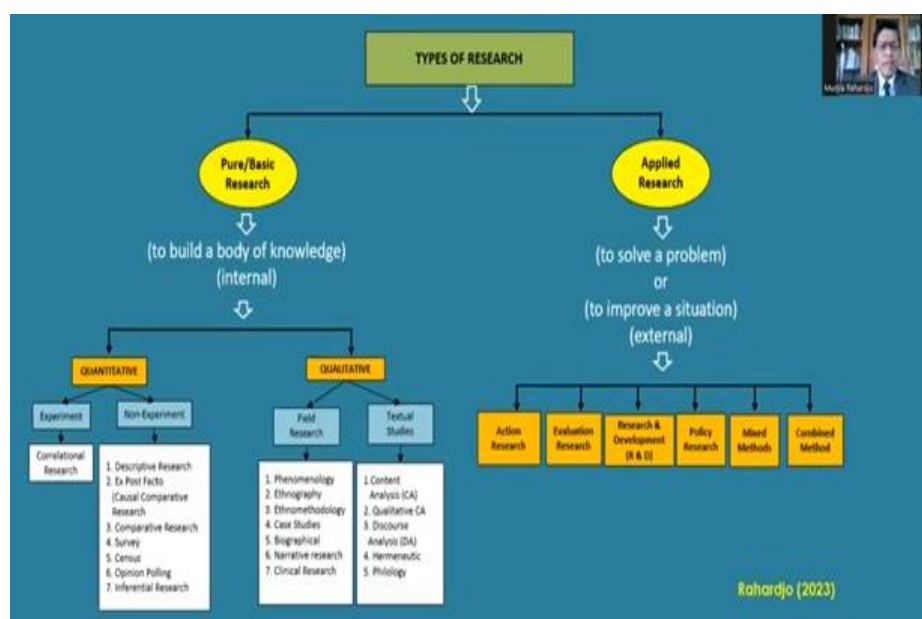 TYPES OF RESEARCH
Pure/Basic
Research
(to build a body of knowledge)
(internal)
QUANTITATIVE
Experiment
Correlational
Research
Non-Experiment
1. Descriptive Research
2. Ex Post Facto
(Causal Comparative
Research
3. Comparative Research
4. Survey
5. Census
6. Opinion Polling
7. Inferential Research
QUALITATIVE
Field
Research
1. Phenomenology
2. Ethnography
3. Ethnomethodology
4. Case Studies
5. Biographical
6. Narrative research
7. Clinical Research
Textual
Studies
1.Content
Analysis (CA)
2. Qualitative CA
3. Discourse
Analysis (DA)
4. Hermeneutic
5. Philology
Applied
Research
(to solve a problem)
or
(to improve a situation)
(external)
Action
Research
Evaluation
Research
Research &
Development
(R & D)
Policy
Research
Mixed
Methods
Combined
Method
Rahardjo (2023)
Rahardjo